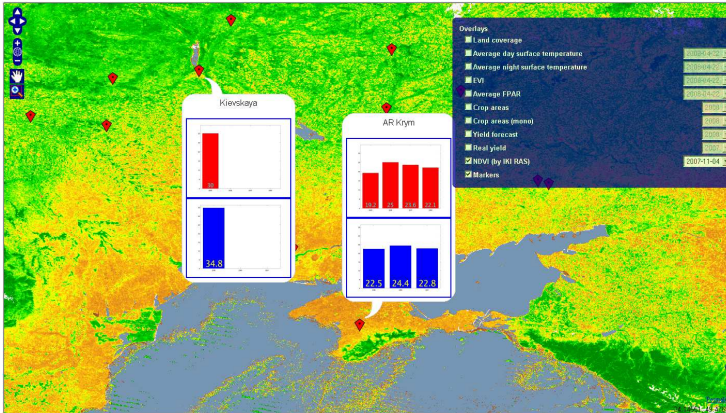 Overlays
Land coverage
Average day surface temperature
Average night surface temperature
EVI
Average FPAR
Crop areas
Crop areas (mono)
Yield forecast
Real yield
NDVI (by IKI RAS) 2007-11-04
Markers
Kievskaya
30
34.8
AR Krym
19.2 25 23.6 22.1
22.5 24.4 22.8